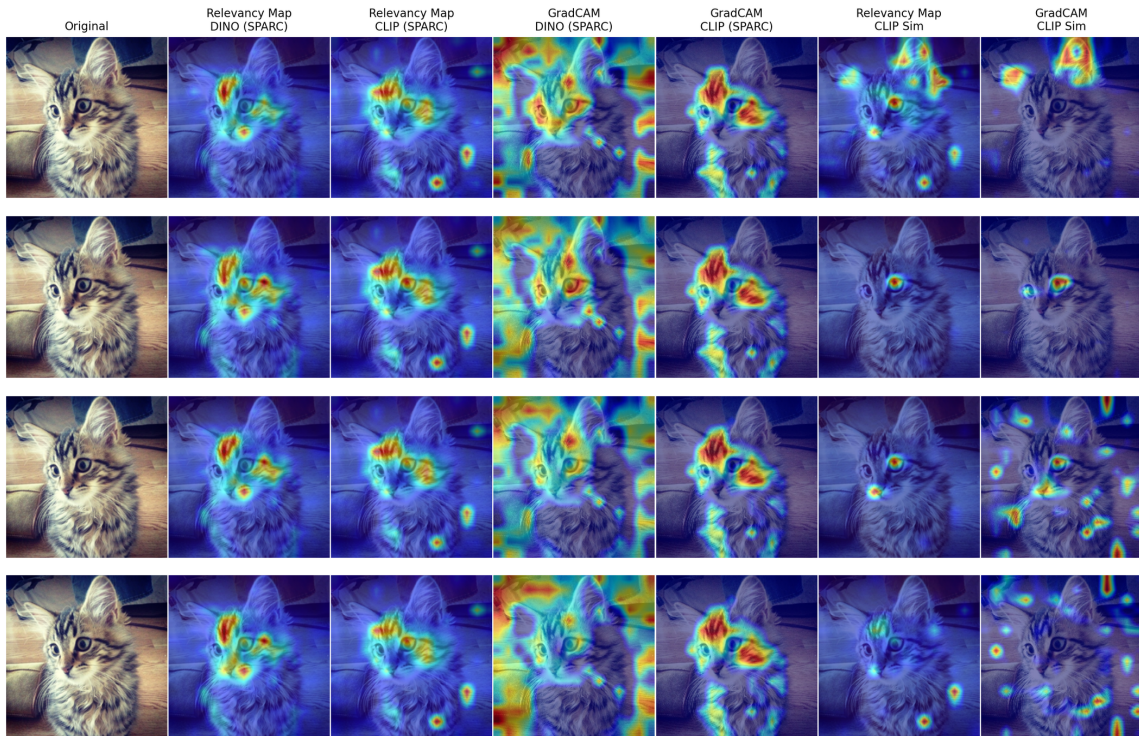 Original
Relevancy Map
DINO (SPARC)
Relevancy Map
CLIP (SPARC)
GradCAM
DINO (SPARC)
GradCAM
CLIP (SPARC)
Relevancy Map
CLIP Sim
GradCAM
CLIP Sim